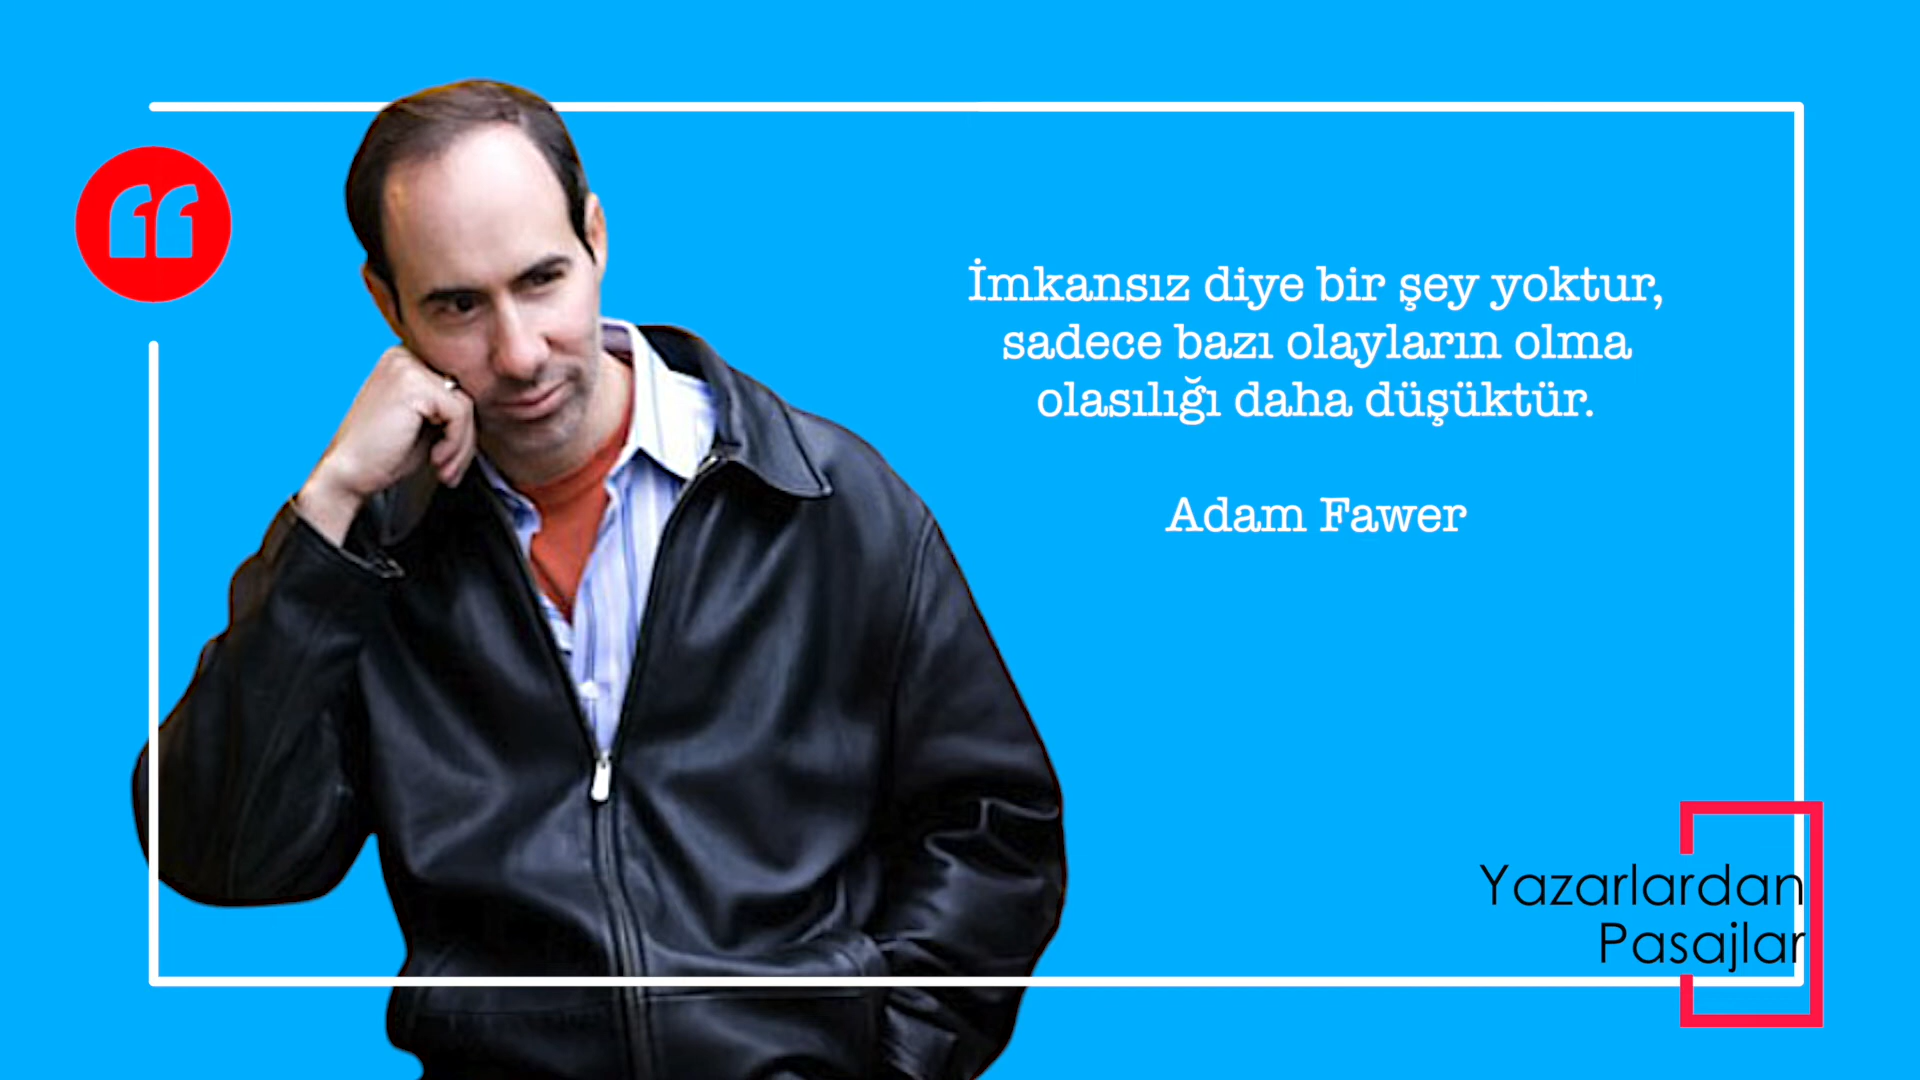 İmkansız diye bir şey yoktur,
sadece bazı olayların olma
olasılığı daha düşüktür.
Adam Fawer
Yazarlardan
Pasajlar